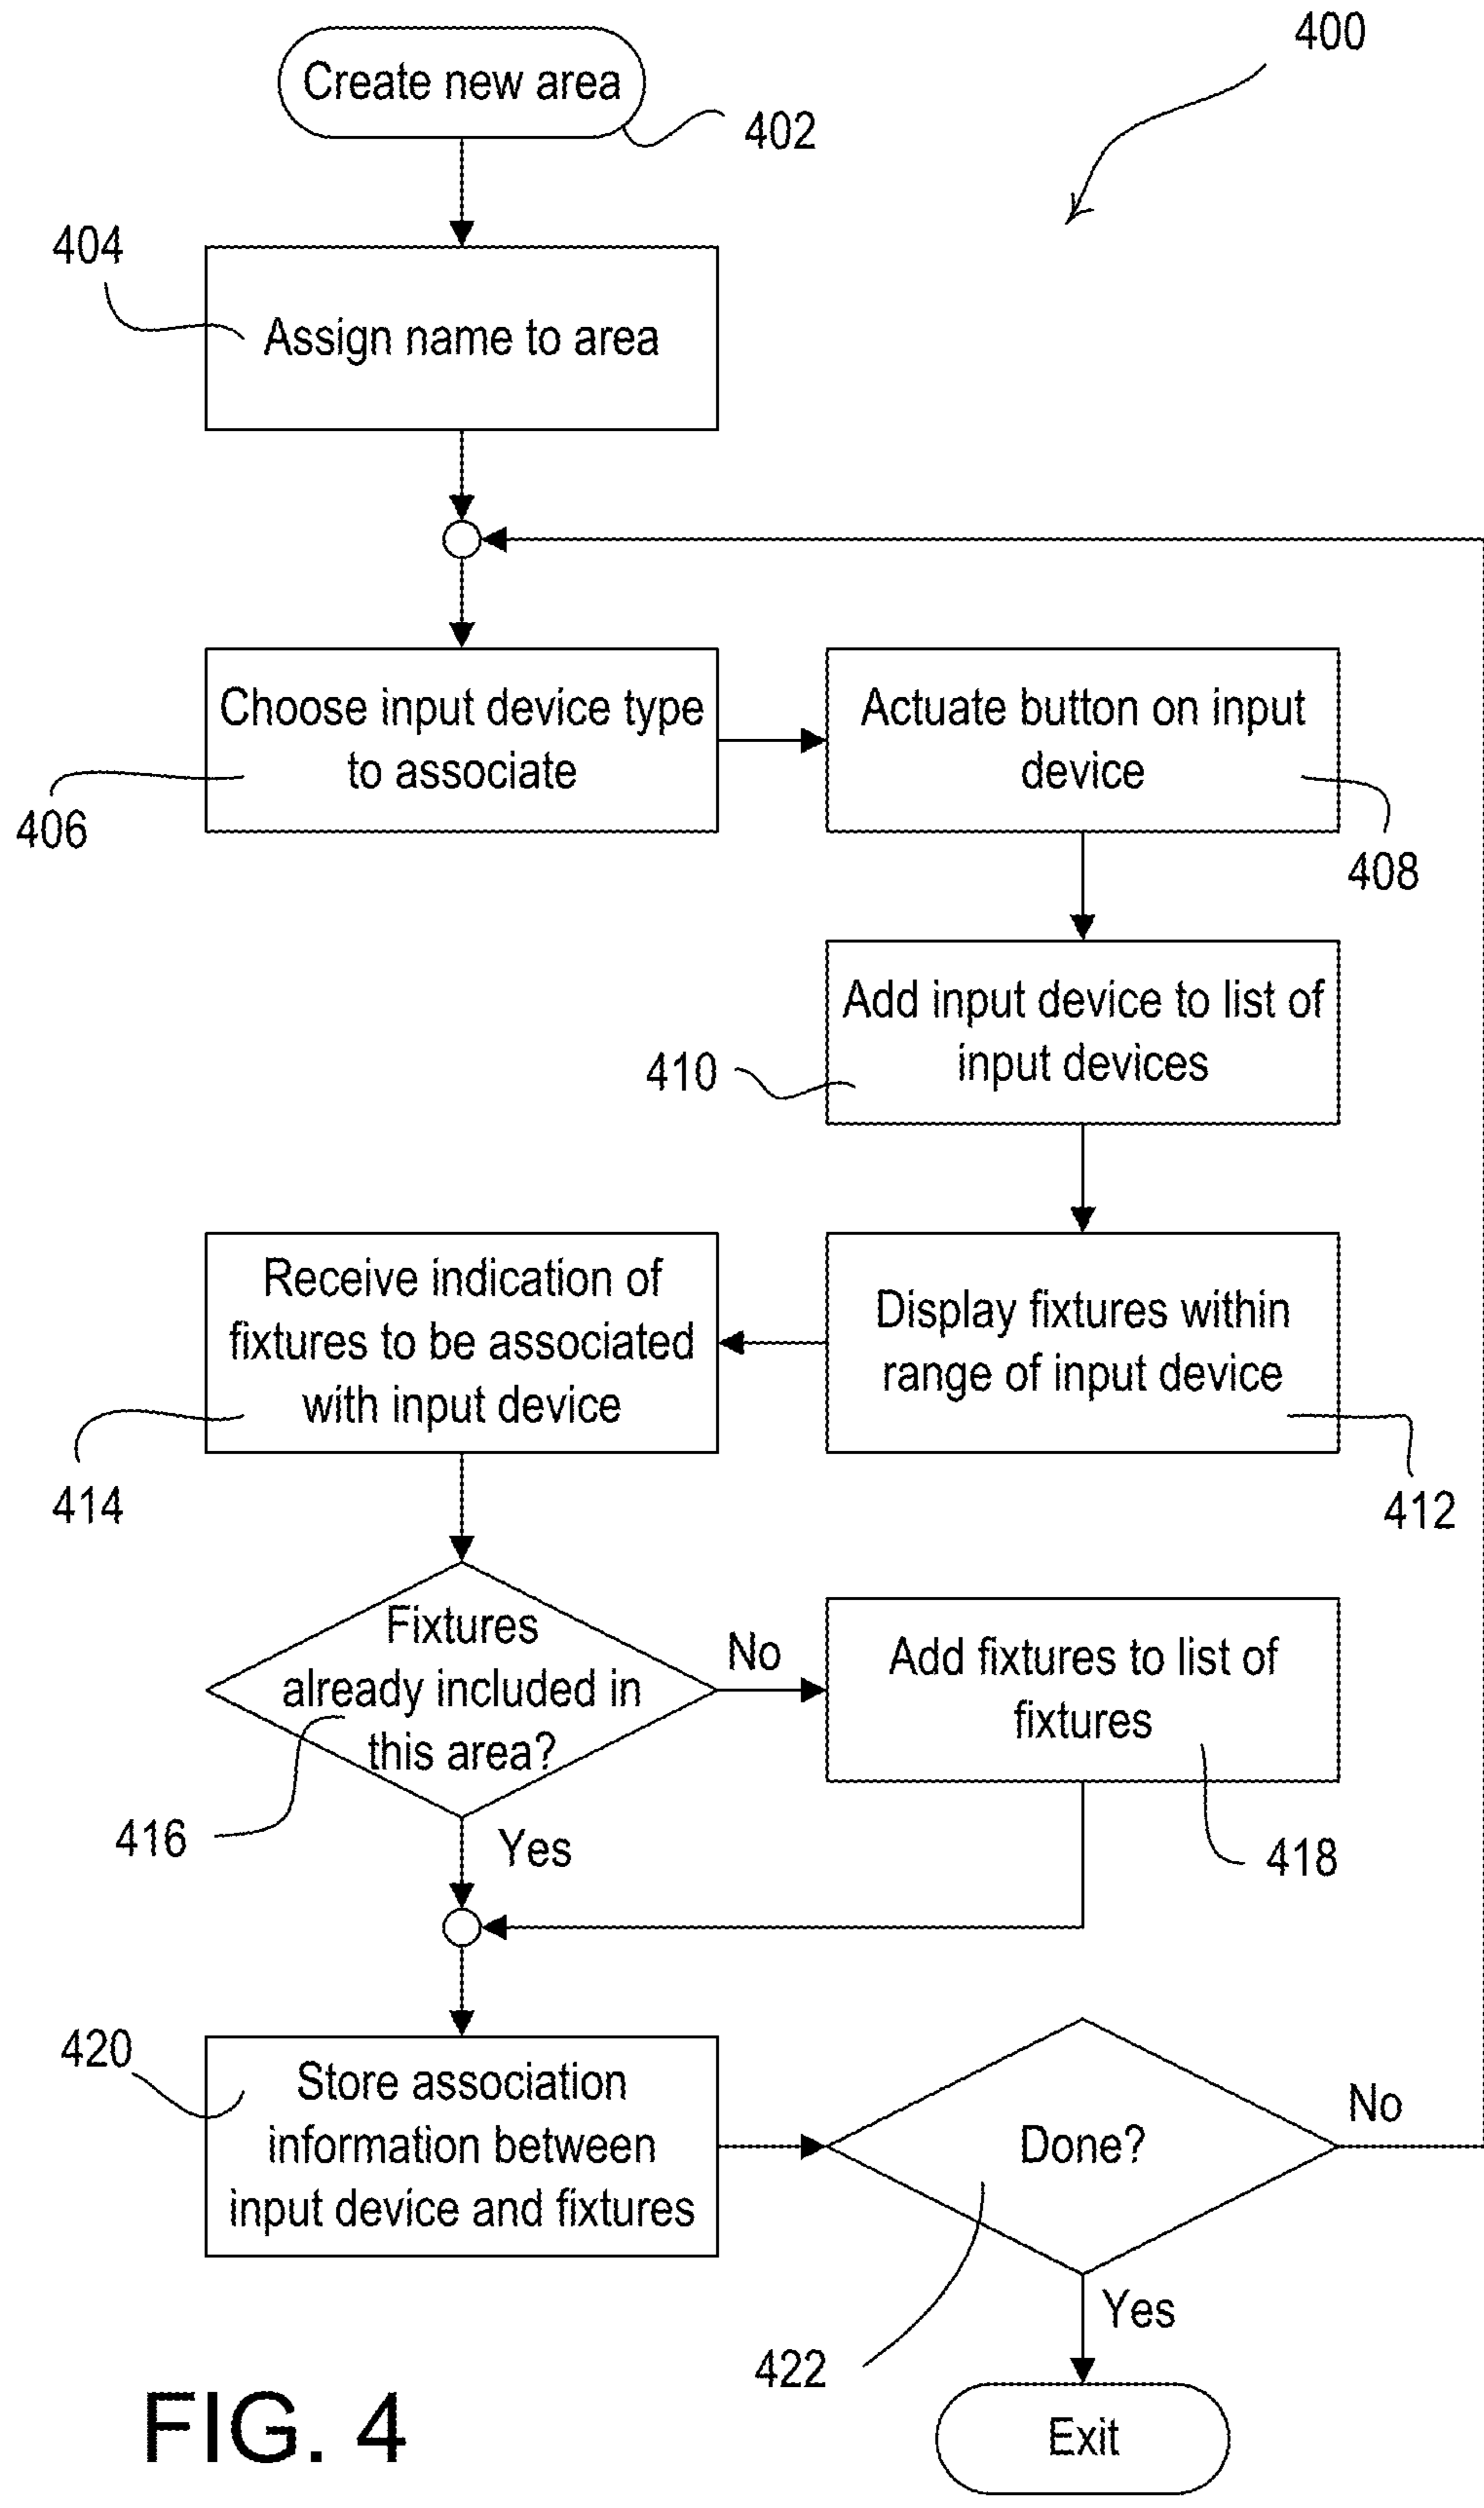 400
Create new area
402
404
Assign name to area
Choose input device type
to associate
406
Actuate button on input
device
408
Add input device to list of
input devices
410
Display fixtures within
range of input device
412
Receive indication of
fixtures to be associated
with input device
414
Fixtures
already included in
this area?
416
No
Yes
Add fixtures to list of
fixtures
418
420
Store association
information between
input device and fixtures
Done?
No
Yes
422
Exit
FIG. 4